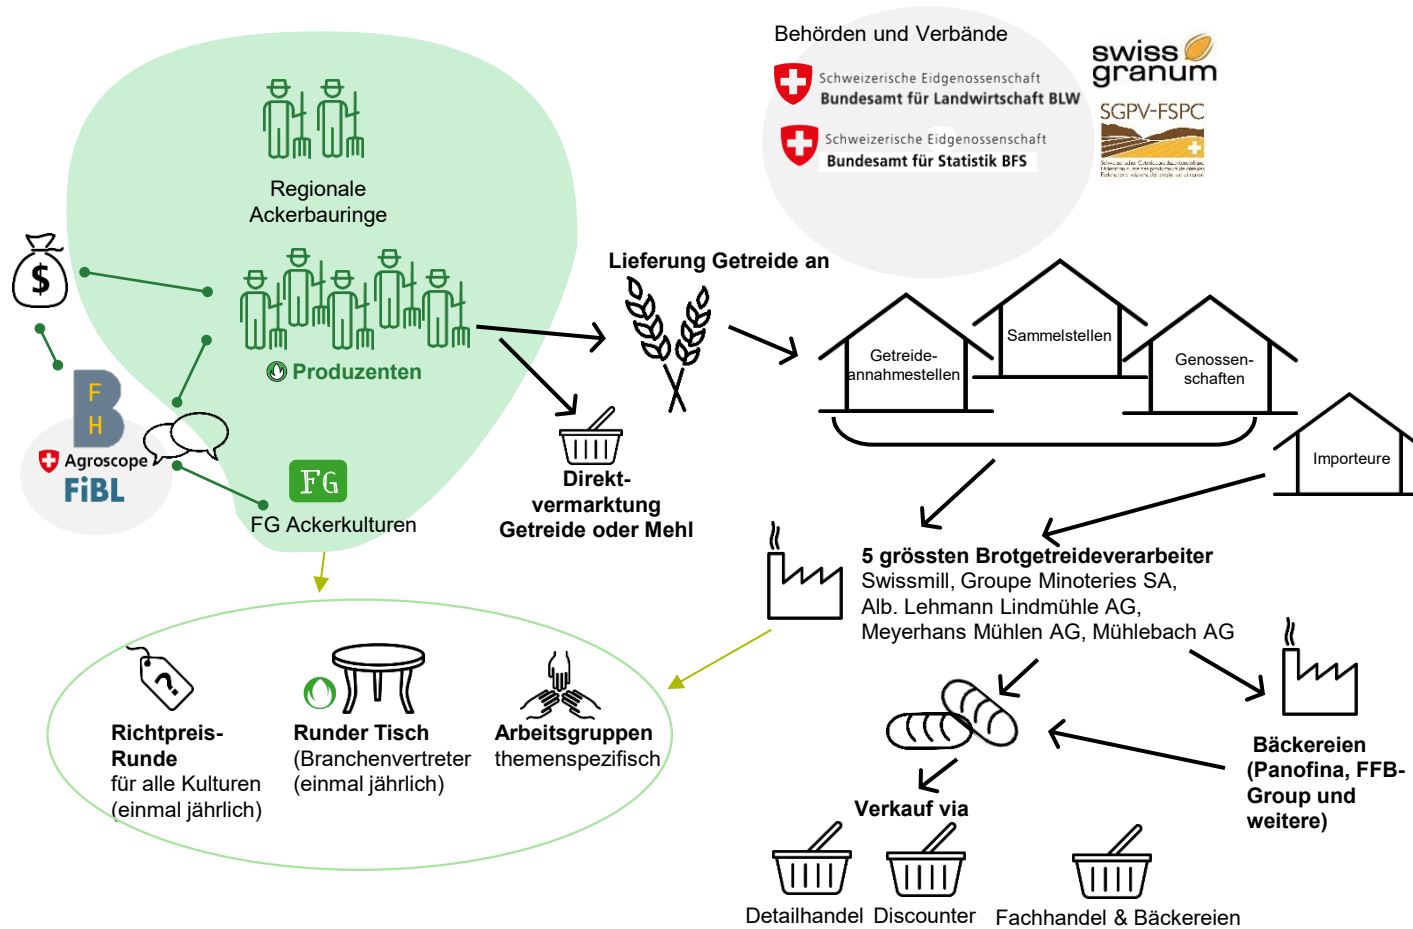 Behörden und Verbände
Schweizerische Eidgenossenschaft
Bundesamt für Landwirtschaft BLW
Schweizerische Eidgenossenschaft
Bundesamt für Statistik BFS
swiss
granum
SGPV-FSPC
Regionale
Ackerbauringe
$
Produzenten
Lieferung Getreide an
Getreide-
annahmestellen
Sammelstellen
Genossen-
schaften
Importeure
B
F
H
Agroscope
FiBL
FG
FG Ackerkulturen
Direkt-
vermarktung
Getreide oder Mehl
5 grössten Brotgetreideverarbeiter
Swissmill, Groupe Minoteries SA,
Alb. Lehmann Lindmühle AG,
Meyerhans Mühlen AG, Mühlebach AG
?
Richtpreis-
Runde
für alle Kulturen
(einmal jährlich)
Runder Tisch
(Branchenvertreter
(einmal jährlich)
Arbeitsgruppen
themenspezifisch
Bäckereien
(Panofina, FFB-
Group und
weitere)
Verkauf via
Detailhandel
Discounter
Fachhandel & Bäckereien